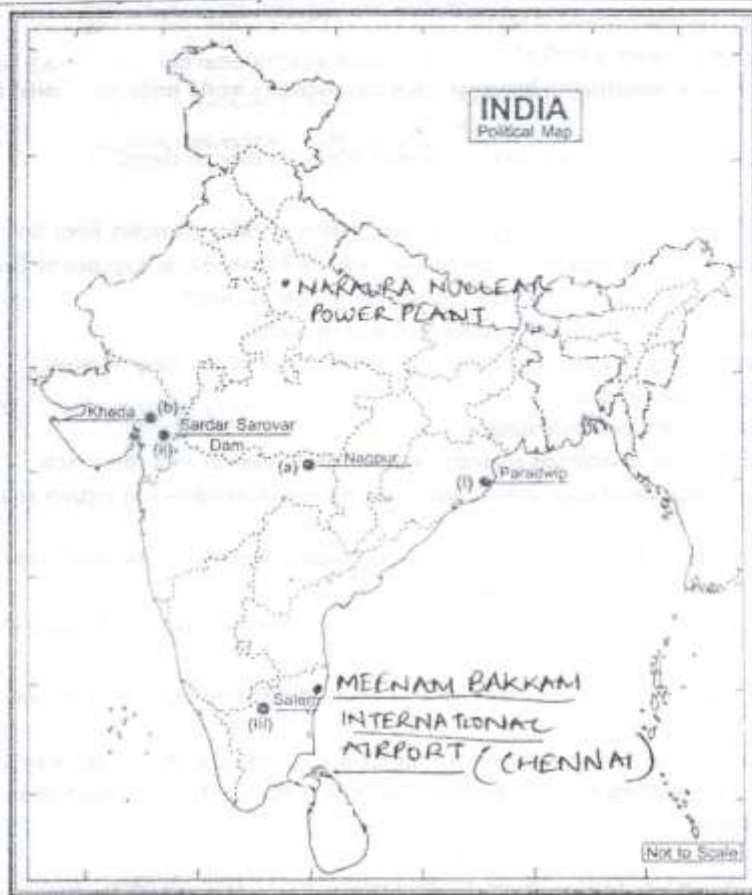 INDIA
Political Map
NARAURA NUCLEAR
POWER PLANT
Kheda (b)
Sardar Sarovar
Dam
(ii)
(a) Nagpur
(i) Paradwip
Salem
(iii)
MEENAM BAKKAM
INTERNATIONAL
AIRPORT (CHENNAI)
Not to Scale